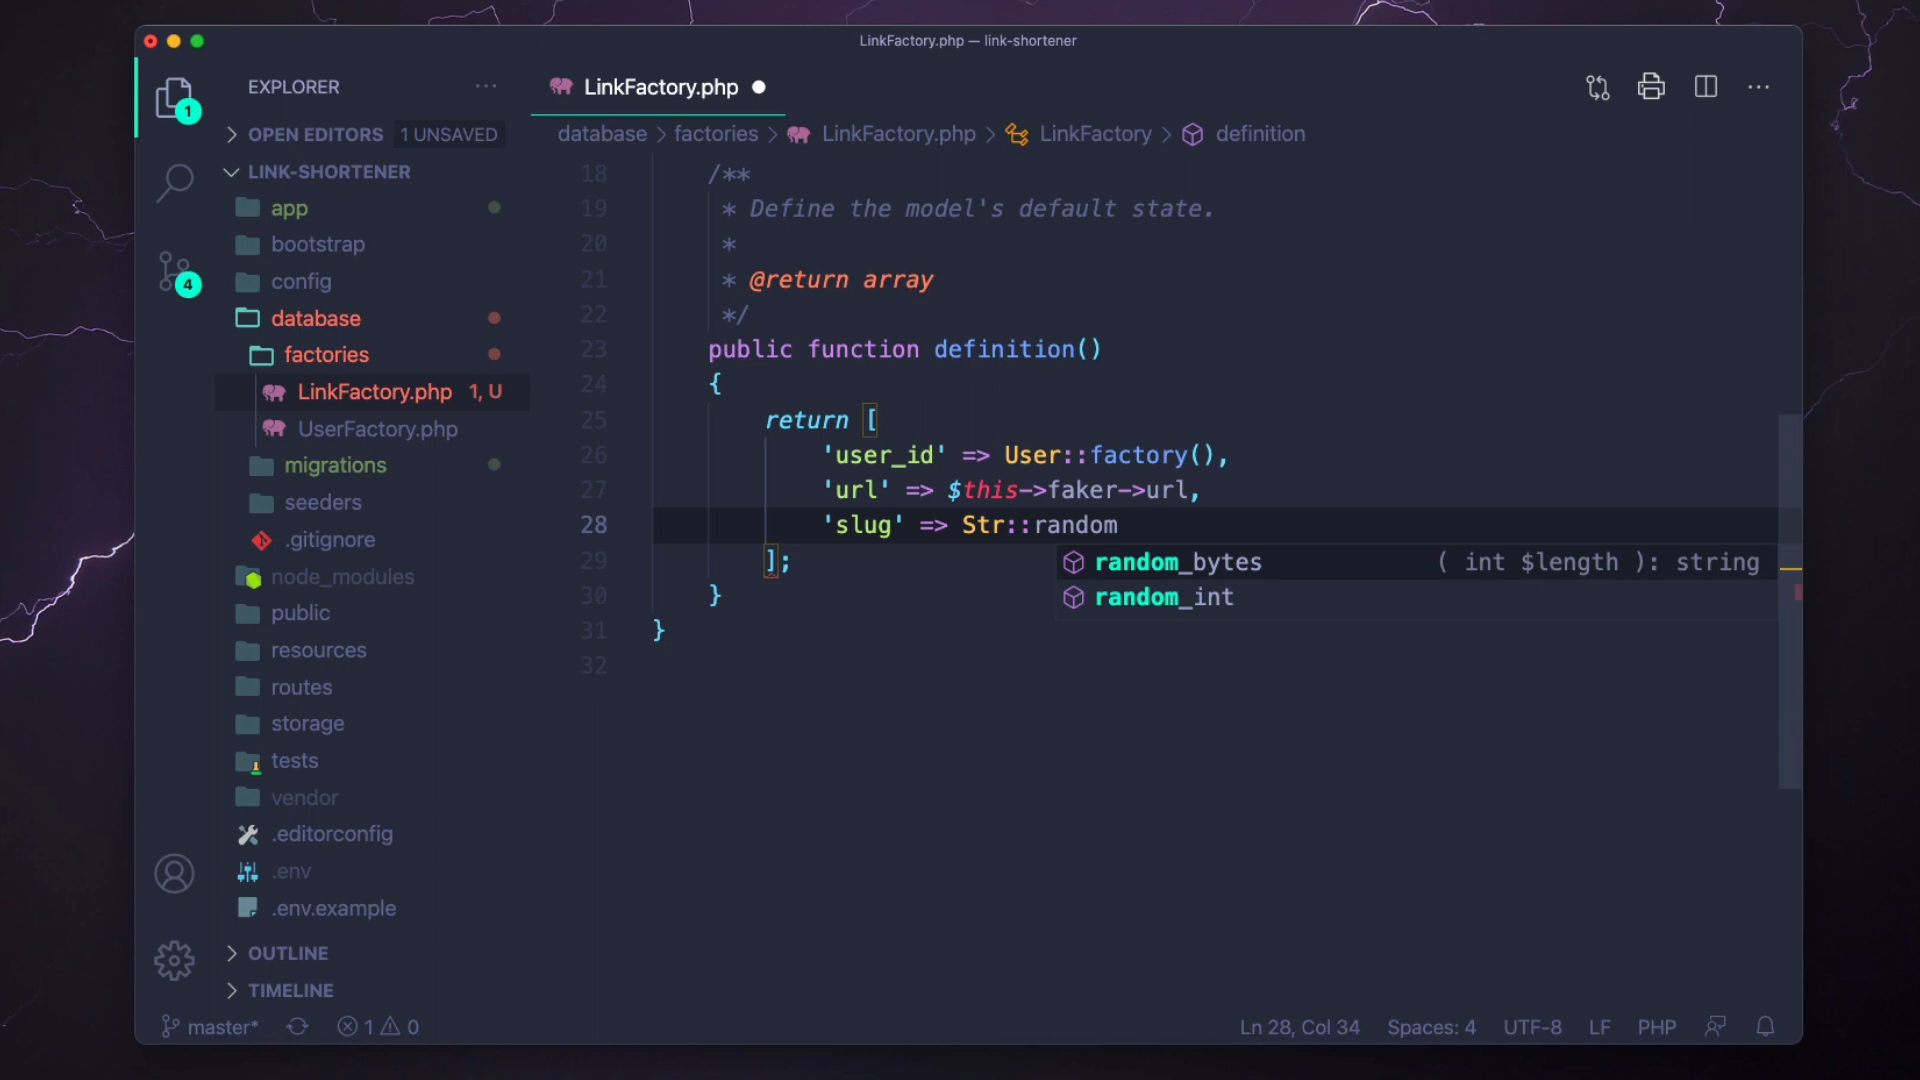 LinkFactory.php — link-shortener
1
4
EXPLORER
OPEN EDITORS 1 UNSAVED
LINK-SHORTENER
app
bootstrap
config
database
factories
LinkFactory.php 1, U
UserFactory.php
migrations
seeders
.gitignore
node_modules
public
resources
routes
storage
tests
vendor
.editorconfig
.env
.env.example
OUTLINE
TIMELINE
LinkFactory.php
database > factories > LinkFactory.php > LinkFactory > definition
18 /**
19 * Define the model's default state.
20 *
21 * @return array
22 */
23 public function definition()
24 {
25 return [
26 'user_id' => User::factory(),
27 'url' => $this->faker->url,
28 'slug' => Str::random
29 ];
30 }
31 }
32
random_bytes ( int $length ): string
random_int
master* 1 0 Ln 28, Col 34 Spaces: 4 UTF-8 LF PHP